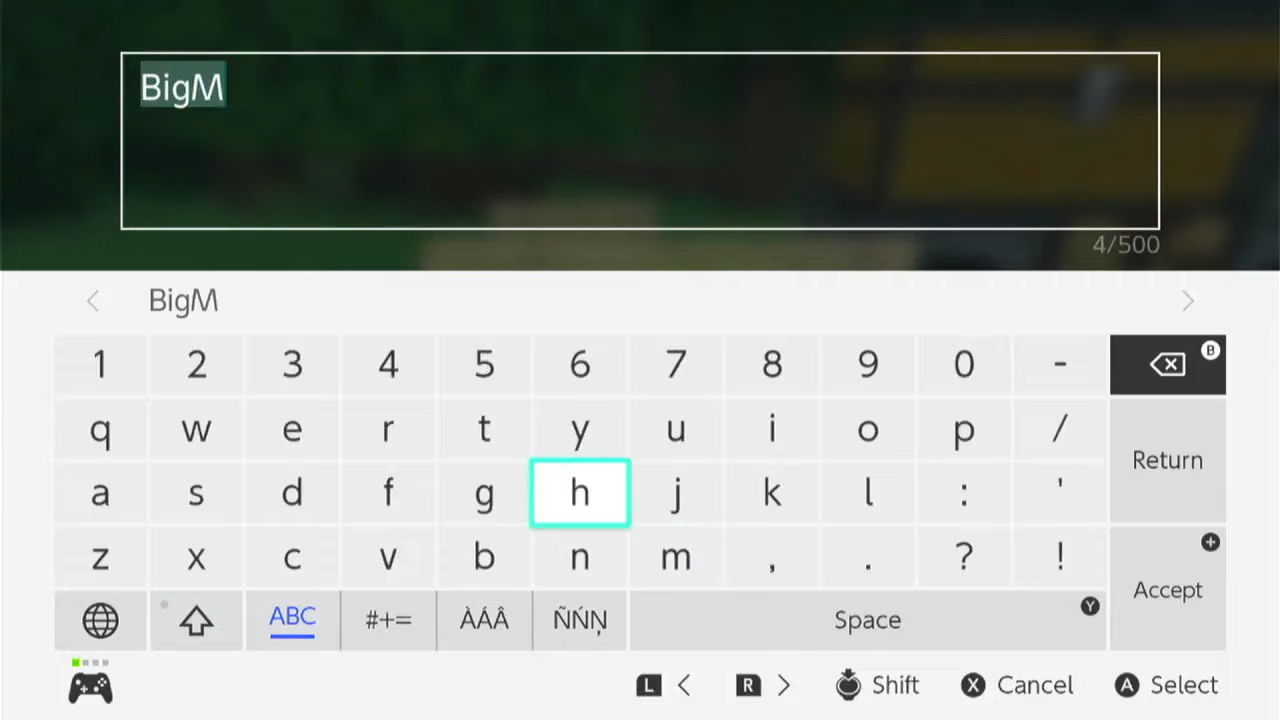 BigM
4/500
BigM
1 2 3 4 5 6 7 8 9 0 - B
q w e r t y u i o p /
Return
a s d f g h j k l : '
z x c v b n m , . ? !
+
Accept
ABC #+= ÀÁÂ ÑŃŅ Space Y
L < R > Shift X Cancel A Select